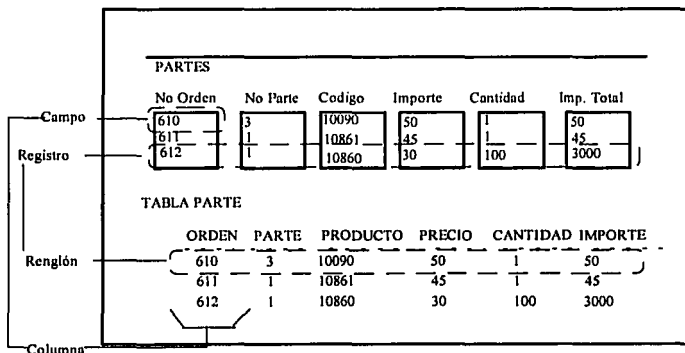 PARTES
No Orden No Parte Codigo Importe Cantidad Imp. Total
Campo 610 3 10090 50 1 50
611 1 10861 45 1 45
Registro 612 1 10860 30 100 3000
TABLA PARTE
ORDEN PARTE PRODUCTO PRECIO CANTIDAD IMPORTE
Renglón 610 3 10090 50 1 50
611 1 10861 45 1 45
612 1 10860 30 100 3000
Columna